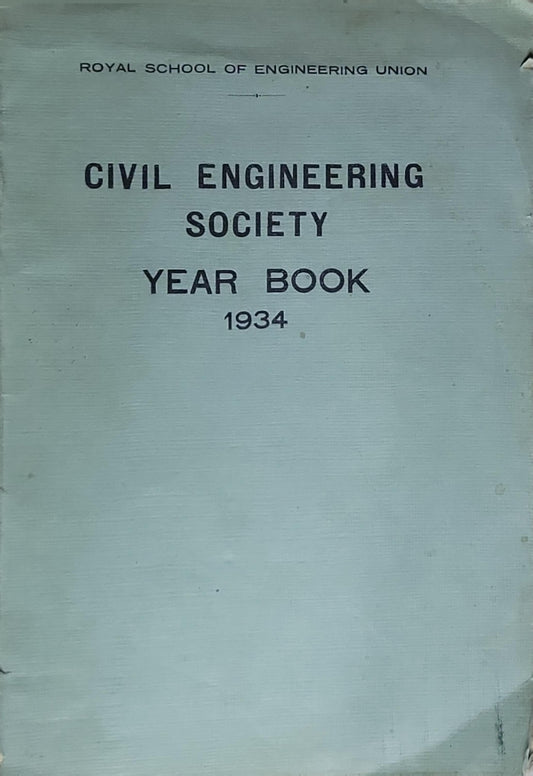 ROYAL SCHOOL OF ENGINEERING UNION
CIVIL ENGINEERING
SOCIETY
YEAR BOOK
1934